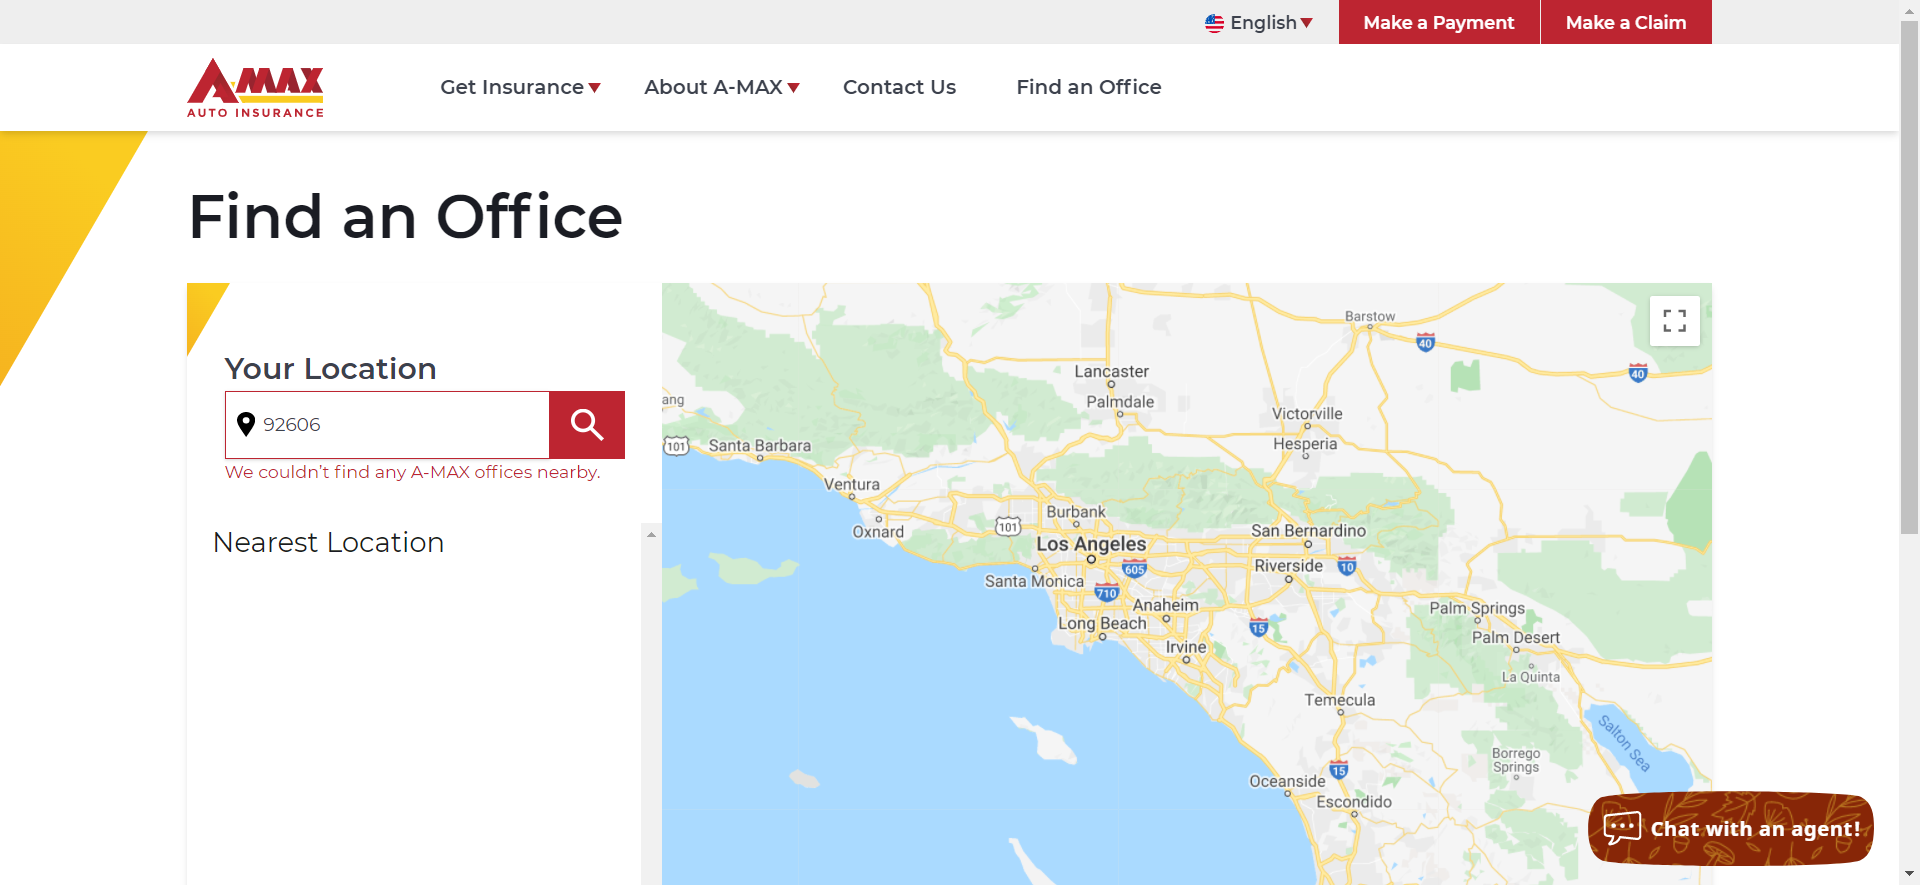 English
Make a Payment
Make a Claim
A-MAX
AUTO INSURANCE
Get Insurance
About A-MAX
Contact Us
Find an Office
Find an Office
Your Location
92606
We couldn't find any A-MAX offices nearby.
Nearest Location
Barstow
40
40
Lancaster
Palmdale
ang
Victorville
Hesperia
101
Santa Barbara
Ventura
Oxnard
Burbank
101
San Bernardino
Los Angeles
605
Riverside
10
Santa Monica
710
Anaheim
Long Beach
15
Palm Springs
Palm Desert
Irvine
La Quinta
Temecula
Salton Sea
Borrego
Springs
Oceanside
15
Escondido
Chat with an agent!